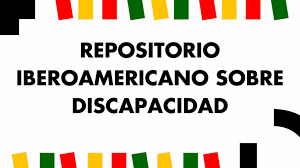 REPOSITORIO
IBEROAMERICANO SOBRE
DISCAPACIDAD